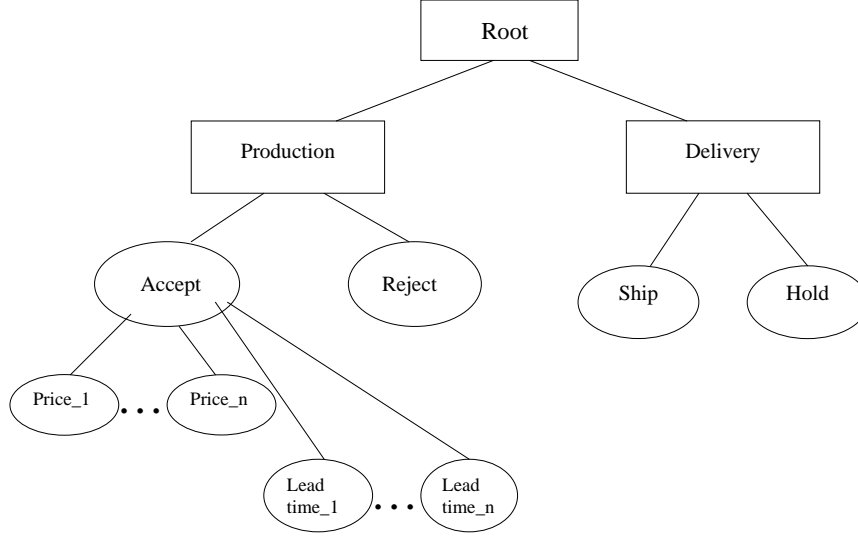 Root
Production
Delivery
Accept
Reject
Ship
Hold
Price_1
• • •
Price_n
Lead
time_1
• • •
Lead
time_n